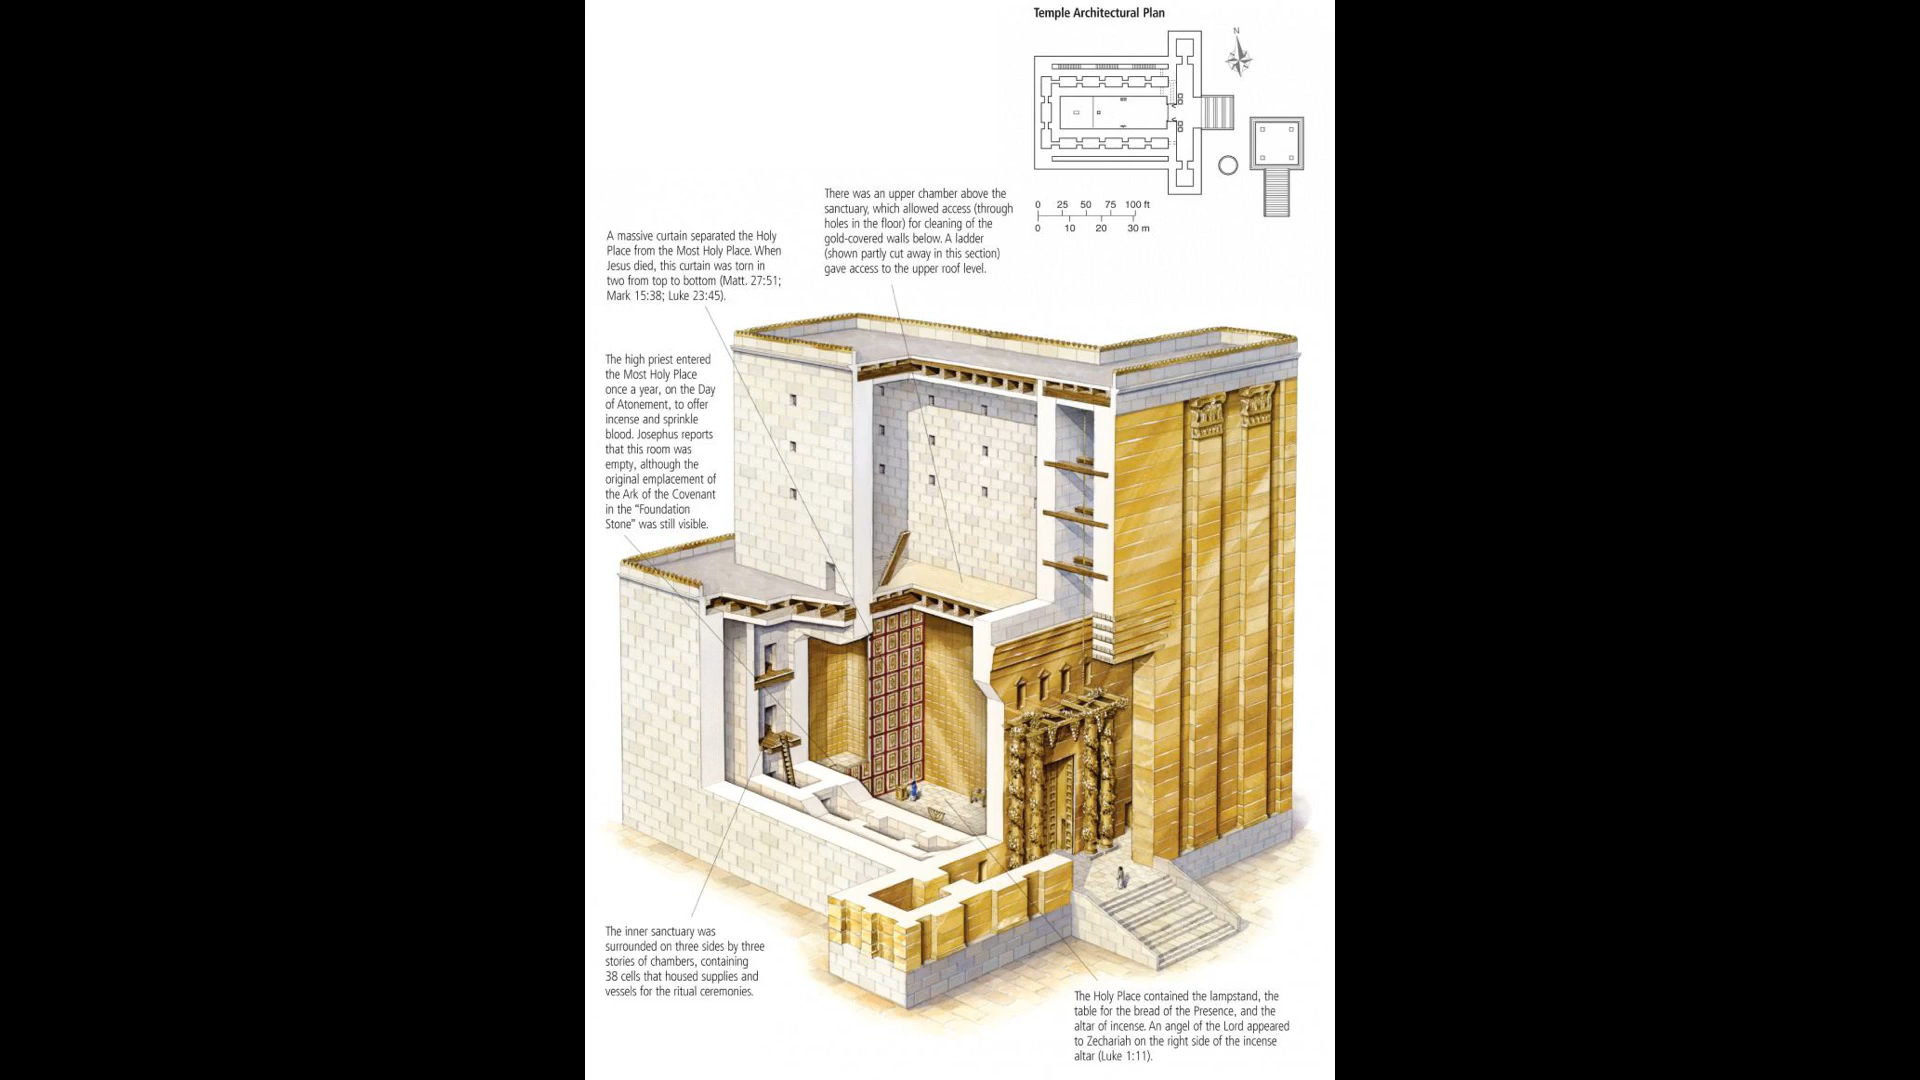 Temple Architectural Plan
N
0 25 50 75 100 ft
0 10 20 30 m
There was an upper chamber above the
sanctuary, which allowed access (through
holes in the floor) for cleaning of the
gold-covered walls below. A ladder
(shown partly cut away in this section)
gave access to the upper roof level.
A massive curtain separated the Holy
Place from the Most Holy Place. When
Jesus died, this curtain was torn in
two from top to bottom (Matt. 27:51;
Mark 15:38; Luke 23:45).
The high priest entered
the Most Holy Place
once a year, on the Day
of Atonement, to offer
incense and sprinkle
blood. Josephus reports
that this room was
empty, although the
original emplacement of
the Ark of the Covenant
in the “Foundation
Stone” was still visible.
The inner sanctuary was
surrounded on three sides by three
stories of chambers, containing
38 cells that housed supplies and
vessels for the ritual ceremonies.
The Holy Place contained the lampstand, the
table for the bread of the Presence, and the
altar of incense. An angel of the Lord appeared
to Zechariah on the right side of the incense
altar (Luke 1:11).